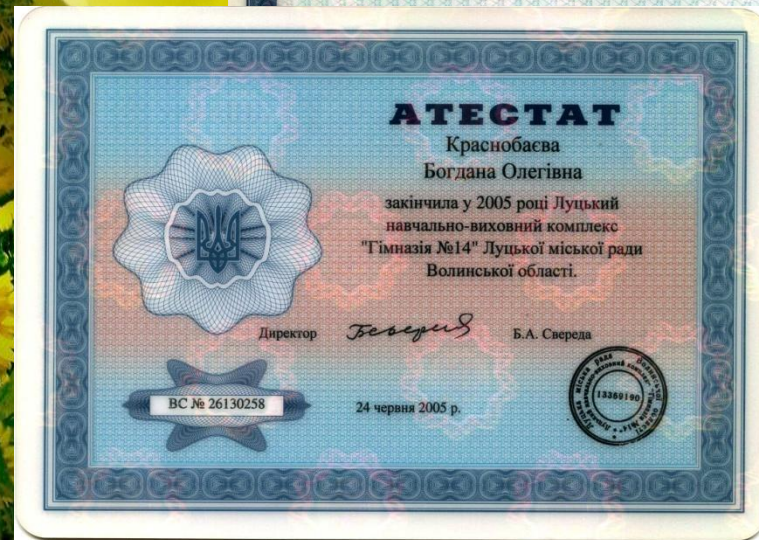 АТЕСТАТ
Краснобаєва
Богдана Олегівна
закінчила у 2005 році Луцький
навчально-виховний комплекс
"Гімназія №14" Луцької міської ради
Волинської області.
Директор
Б.А. Свереда
ВС № 26130258
24 червня 2005 р.
13369190